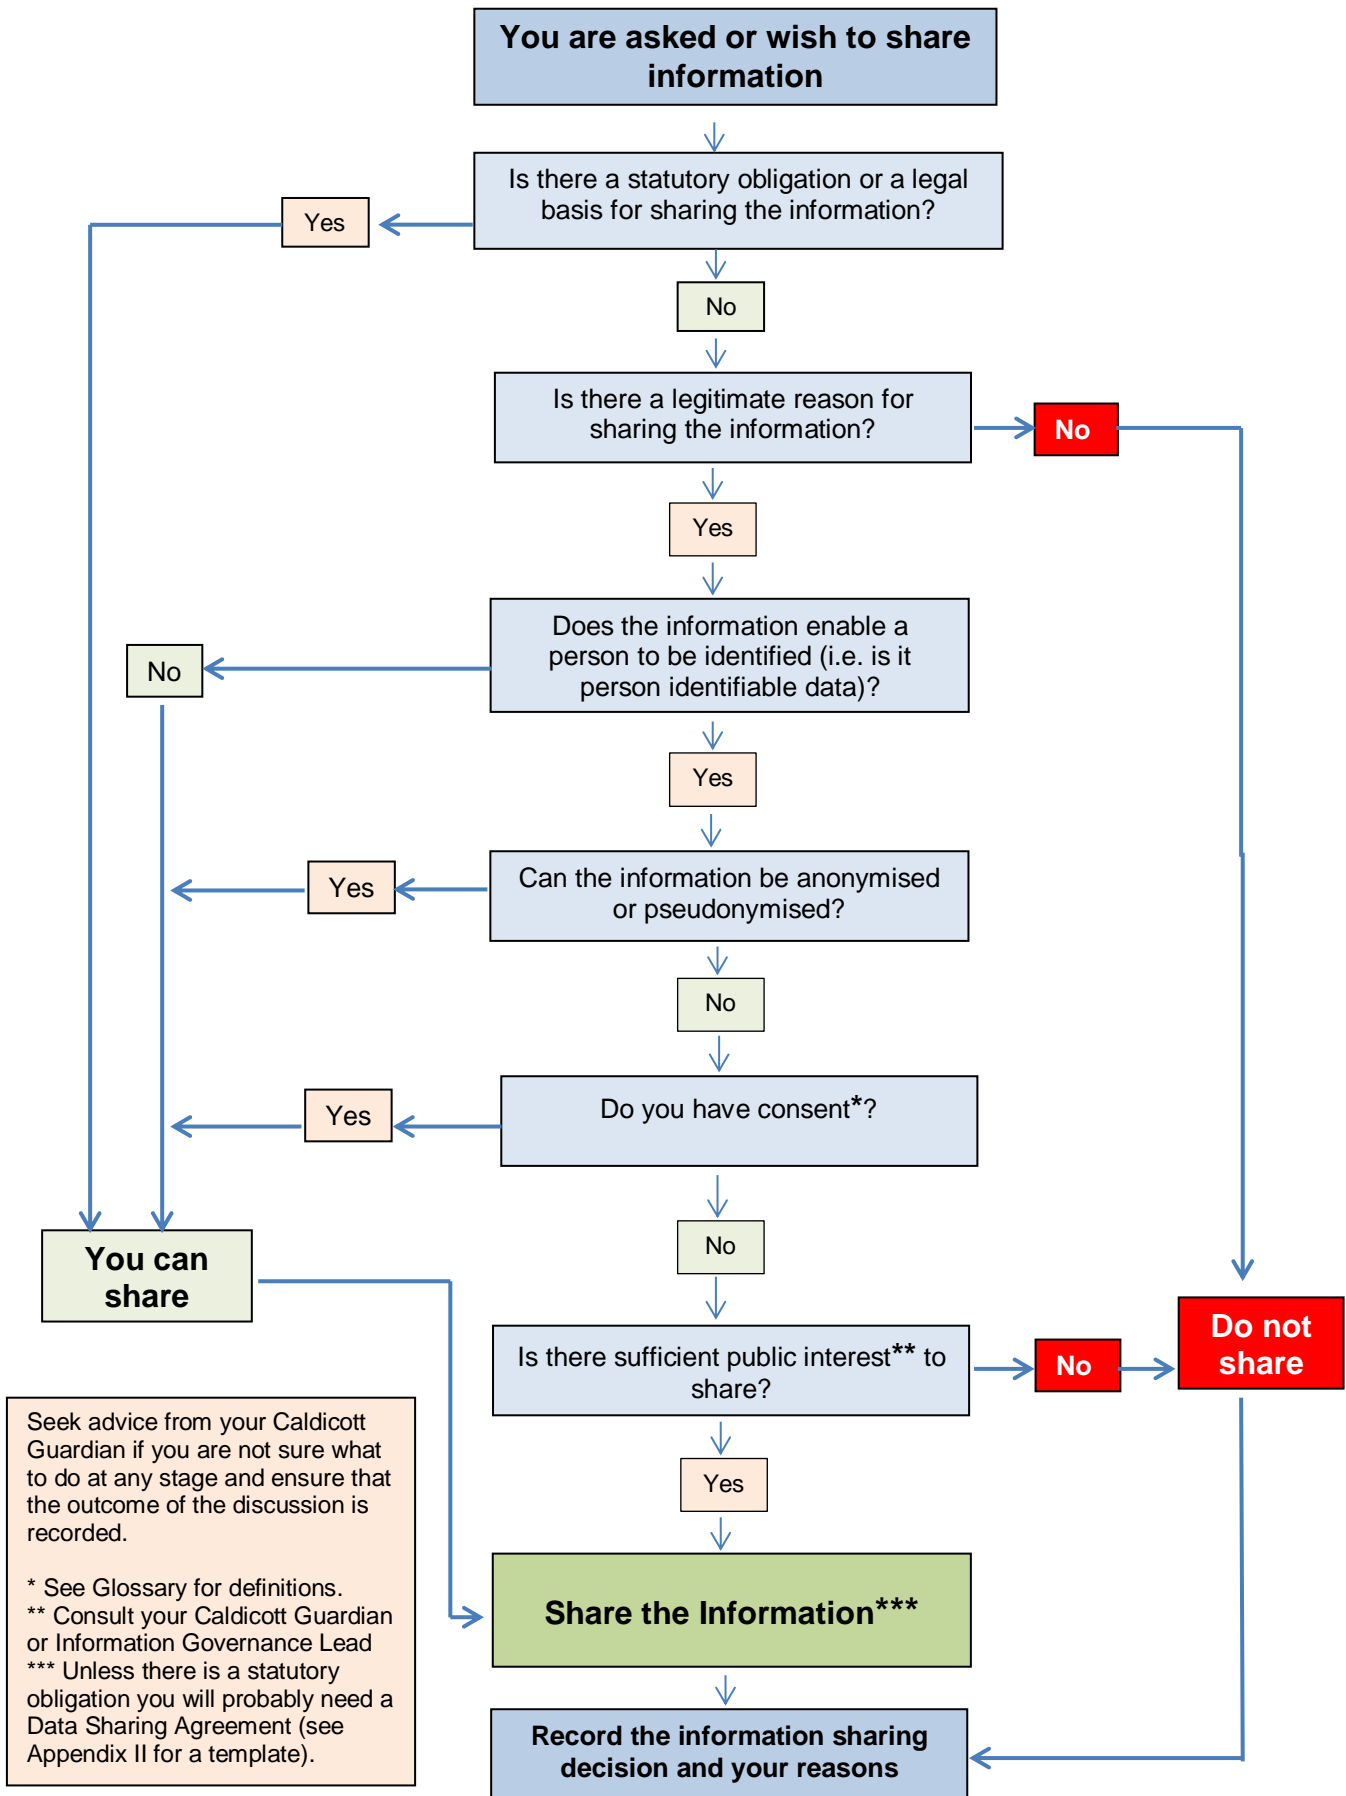 You are asked or wish to share
information
Is there a statutory obligation or a legal
basis for sharing the information?
Yes
No
Is there a legitimate reason for
sharing the information?
No
Yes
Does the information enable a
person to be identified (i.e. is it
person identifiable data)?
No
Yes
Can the information be anonymised
or pseudonymised?
Yes
No
Do you have consent*?
Yes
No
You can
share
Is there sufficient public interest** to
share?
No
Do not
share
Yes
Seek advice from your Caldicott
Guardian if you are not sure what
to do at any stage and ensure that
the outcome of the discussion is
recorded.
* See Glossary for definitions.
** Consult your Caldicott Guardian
or Information Governance Lead
*** Unless there is a statutory
obligation you will probably need a
Data Sharing Agreement (see
Appendix II for a template).
Share the Information***
Record the information sharing
decision and your reasons